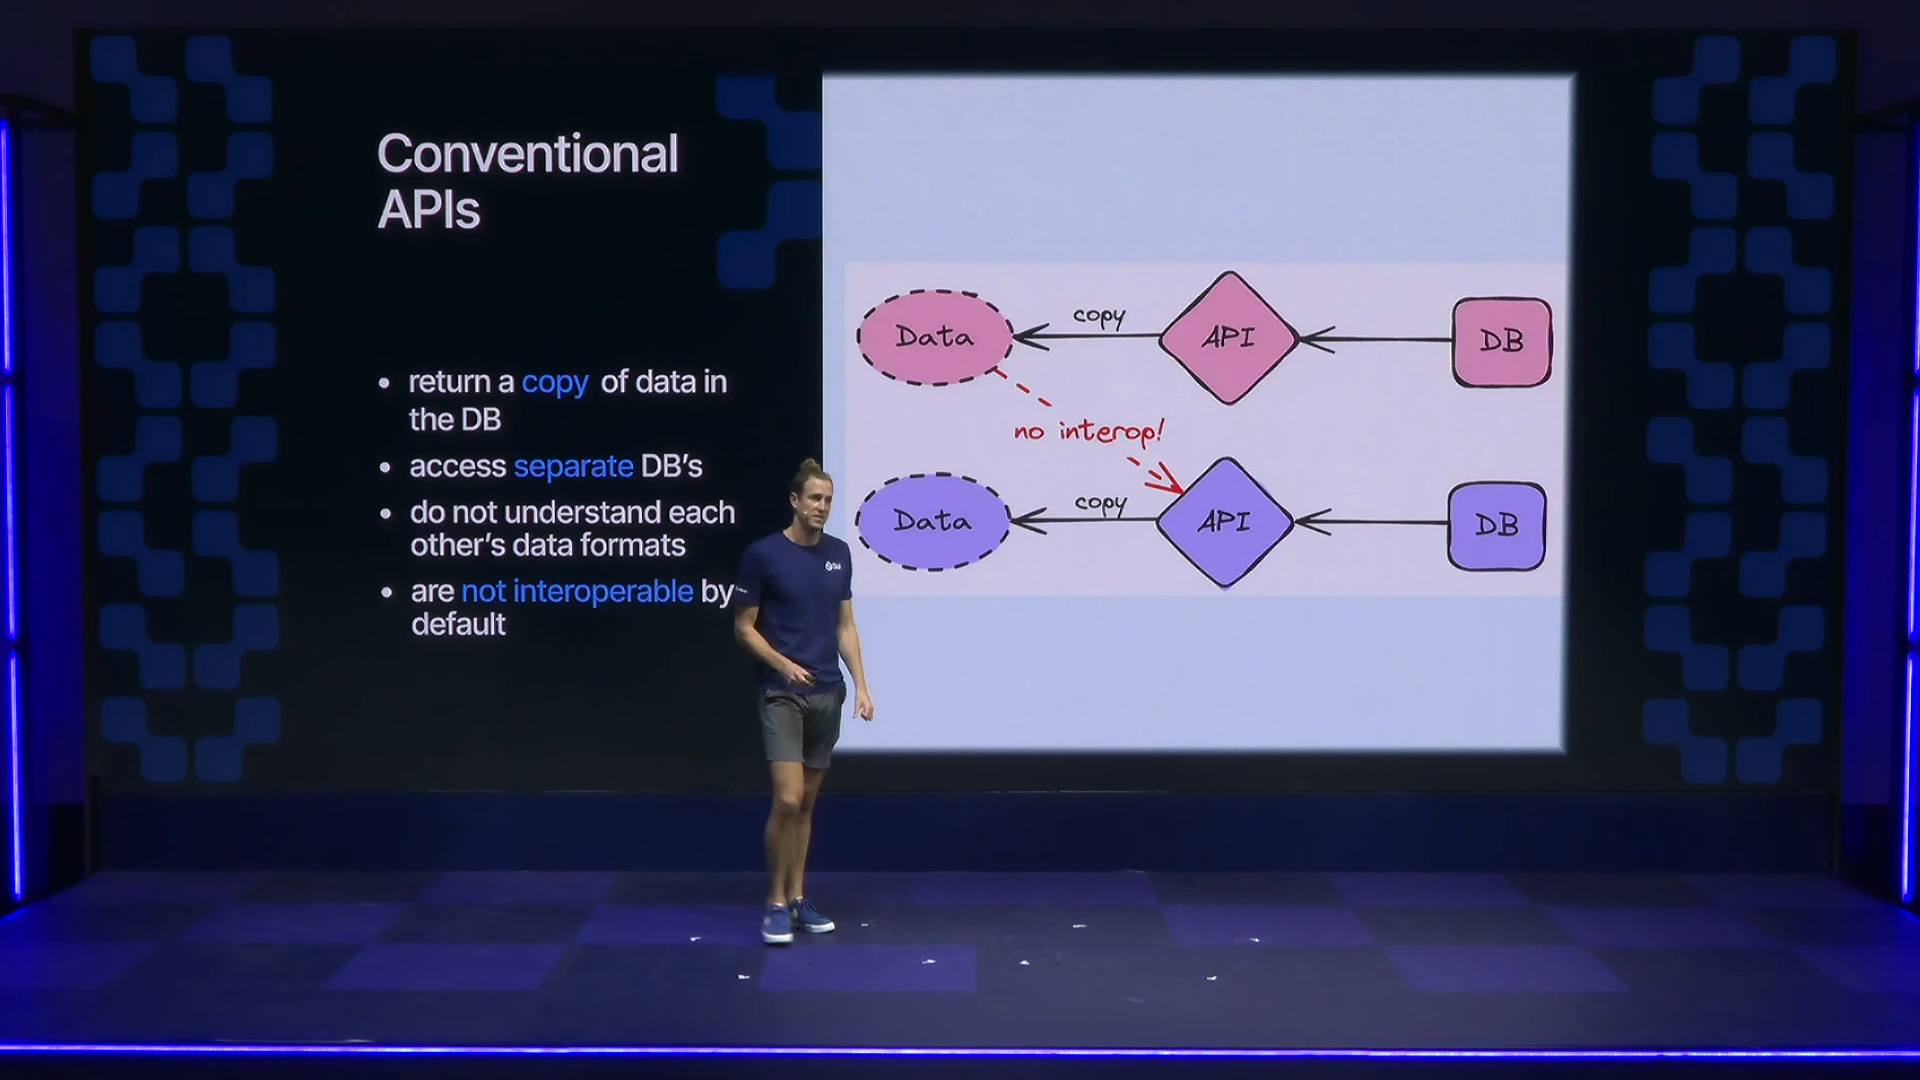 Conventional
APIs
• return a copy of data in
the DB
• access separate DB's
• do not understand each
other's data formats
• are not interoperable by
default
Data
copy
API
DB
no interop!
Data
copy
API
DB